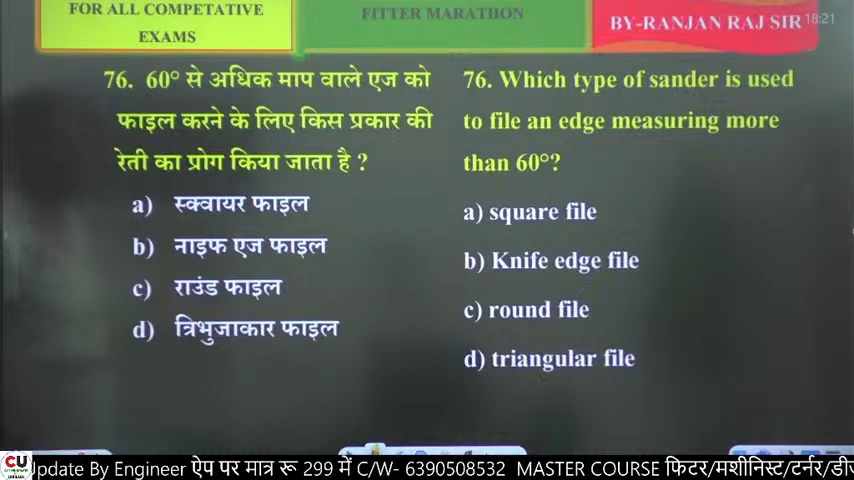 FOR ALL COMPETATIVE
EXAMS
FITTER MARATHON
BY-RANJAN RAJ SIR
18:21
76. 60° से अधिक माप वाले एज को
फाइल करने के लिए किस प्रकार की
रेती का प्रोग किया जाता है ?
a) स्क्वायर फाइल
b) नाइफ एज फाइल
c) राउंड फाइल
d) त्रिभुजाकार फाइल
76. Which type of sander is used
to file an edge measuring more
than 60°?
a) square file
b) Knife edge file
c) round file
d) triangular file
CU
Update By Engineer ऐप पर मात्र रू 299 में C/W- 6390508532 MASTER COURSE फिटर/मशीनिस्ट/टर्नर/डीज